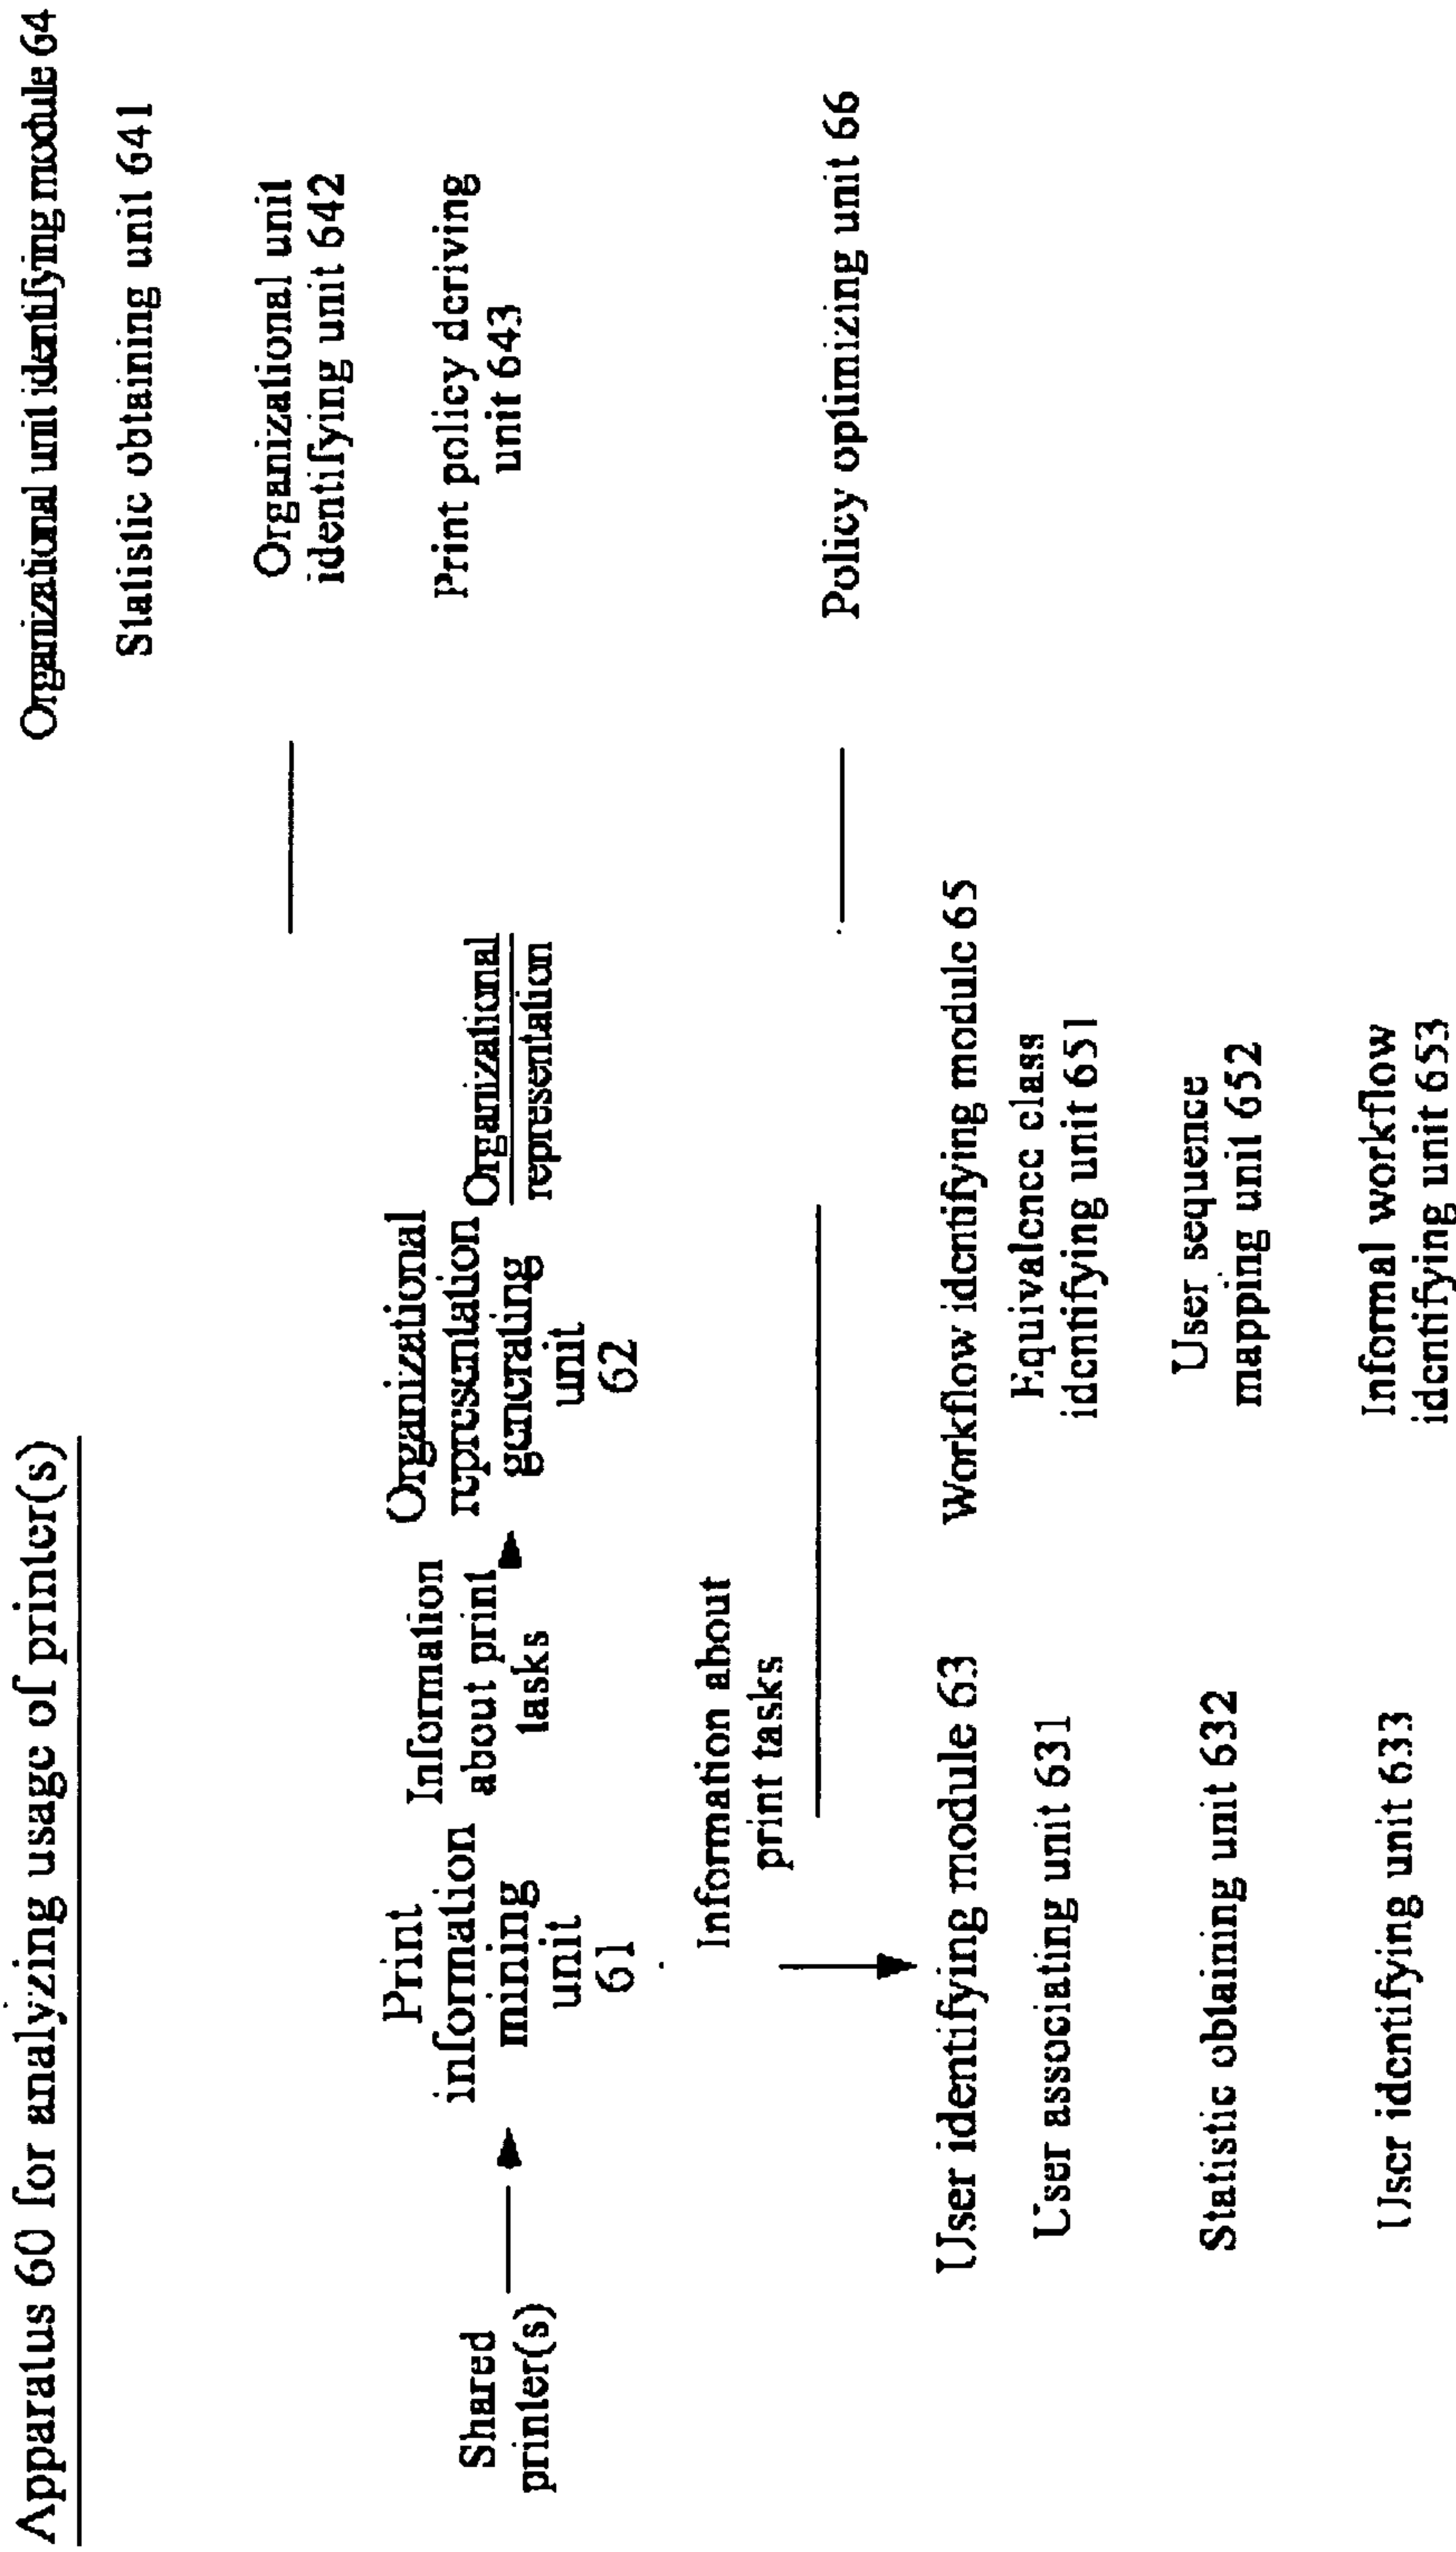 Apparatus 60 for analyzing usage of printer(s)
Shared
printer(s)
Print
information
mining
unit
61
Information
about print
tasks
Organizational
representation
generating
unit
62
Organizational
representation
Organizational unit identifying module 64
Statistic obtaining unit 641
Organizational unit
identifying unit 642
Print policy deriving
unit 643
Information about
print tasks
Policy optimizing unit 66
User identifying module 63
User associating unit 631
Statistic obtaining unit 632
User identifying unit 633
Workflow identifying module 65
Equivalence class
identifying unit 651
User sequence
mapping unit 652
Informal workflow
identifying unit 653